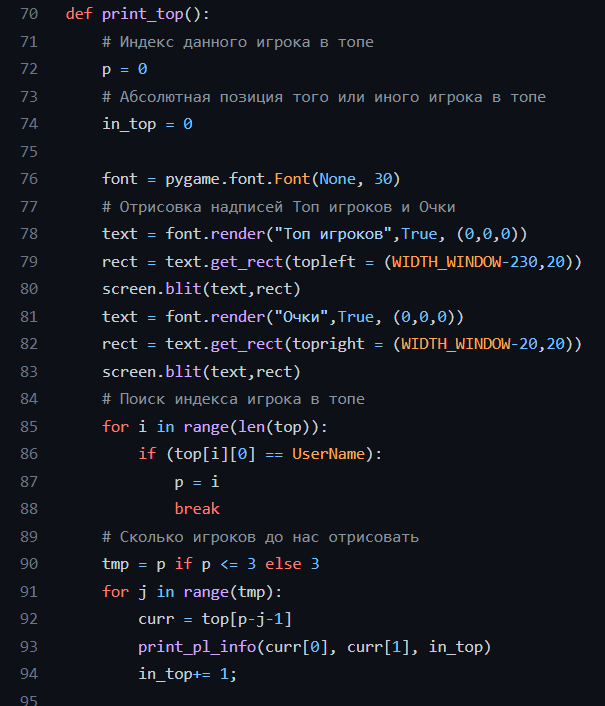 70 def print_top():
71     # Индекс данного игрока в топе
72     p = 0
73     # Абсолютная позиция того или иного игрока в топе
74     in_top = 0
75
76     font = pygame.font.Font(None, 30)
77     # Отрисовка надписей Топ игроков и Очки
78     text = font.render("Топ игроков",True, (0,0,0))
79     rect = text.get_rect(topleft = (WIDTH_WINDOW-230,20))
80     screen.blit(text,rect)
81     text = font.render("Очки",True, (0,0,0))
82     rect = text.get_rect(topright = (WIDTH_WINDOW-20,20))
83     screen.blit(text,rect)
84     # Поиск индекса игрока в топе
85     for i in range(len(top)):
86         if (top[i][0] == UserName):
87             p = i
88             break
89     # Сколько игроков до нас отрисовать
90     tmp = p if p <= 3 else 3
91     for j in range(tmp):
92         curr = top[p-j-1]
93         print_pl_info(curr[0], curr[1], in_top)
94         in_top+= 1;
95